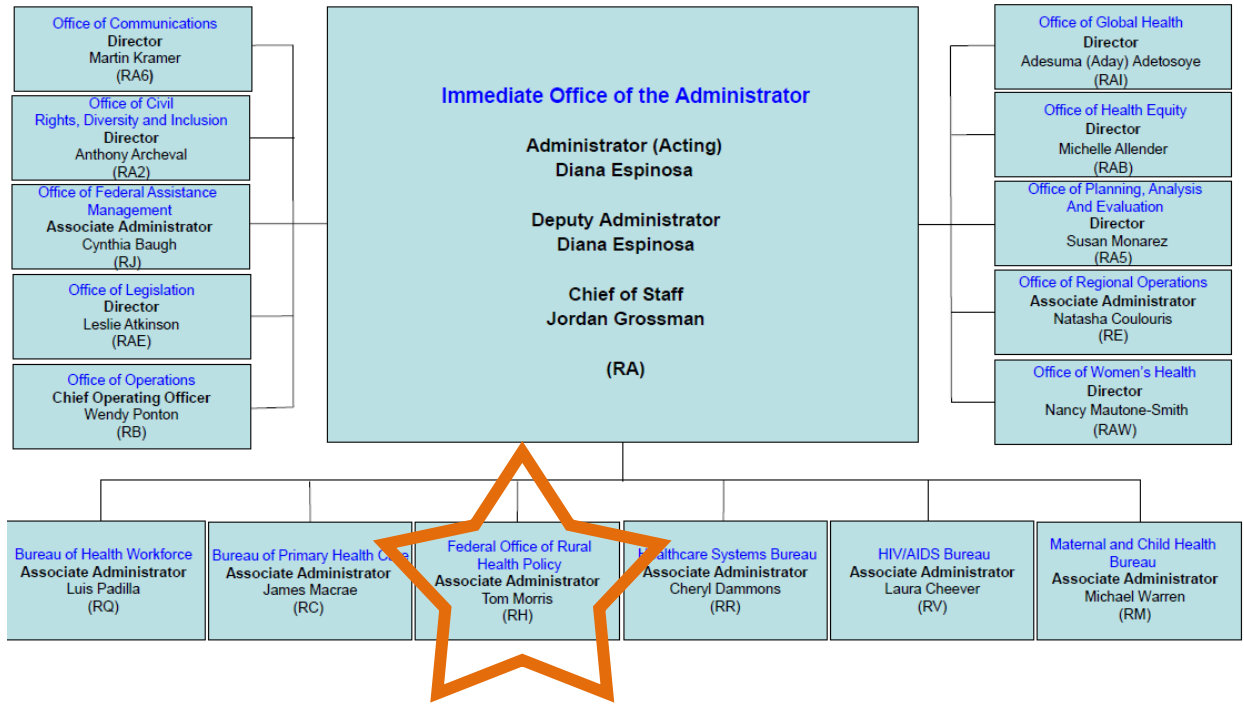 Office of Communications
Director
Martin Kramer
(RA6)
Office of Civil
Rights, Diversity and Inclusion
Director
Anthony Archeval
(RA2)
Office of Federal Assistance
Management
Associate Administrator
Cynthia Baugh
(RJ)
Office of Legislation
Director
Leslie Atkinson
(RAE)
Office of Operations
Chief Operating Officer
Wendy Ponton
(RB)
Immediate Office of the Administrator
Administrator (Acting)
Diana Espinosa
Deputy Administrator
Diana Espinosa
Chief of Staff
Jordan Grossman
(RA)
Office of Global Health
Director
Adesuma (Aday) Adetosoye
(RAI)
Office of Health Equity
Director
Michelle Allender
(RAB)
Office of Planning, Analysis
And Evaluation
Director
Susan Monarez
(RA5)
Office of Regional Operations
Associate Administrator
Natasha Coulouris
(RE)
Office of Women's Health
Director
Nancy Mautone-Smith
(RAW)
Bureau of Health Workforce
Associate Administrator
Luis Padilla
(RQ)
Bureau of Primary Health Care
Associate Administrator
James Macrae
(RC)
Federal Office of Rural
Health Policy
Associate Administrator
Tom Morris
(RH)
Healthcare Systems Bureau
Associate Administrator
Cheryl Dammons
(RR)
HIV/AIDS Bureau
Associate Administrator
Laura Cheever
(RV)
Maternal and Child Health
Bureau
Associate Administrator
Michael Warren
(RM)